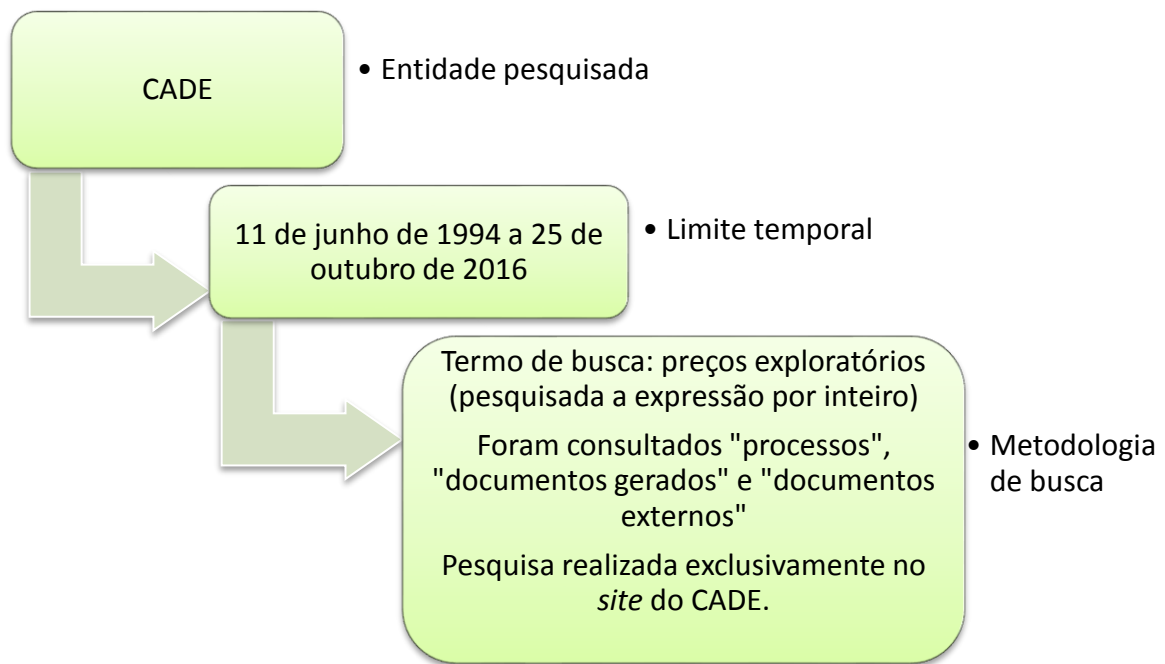 CADE
• Entidade pesquisada
11 de junho de 1994 a 25 de
outubro de 2016
• Limite temporal
Termo de busca: preços exploratórios
(pesquisada a expressão por inteiro)
Foram consultados "processos",
"documentos gerados" e "documentos
externos"
Pesquisa realizada exclusivamente no
site do CADE.
• Metodologia
de busca